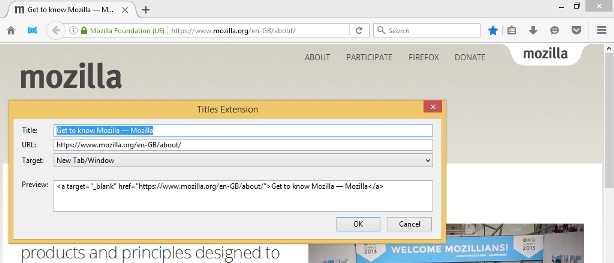 Get to know Mozilla — M...
Mozilla Foundation (US) https://www.mozilla.org/en-GB/about/ Search
ABOUT PARTICIPATE FIREFOX DONATE mozilla
mozilla
Titles Extension
Title: Get to know Mozilla — Mozilla
URL: https://www.mozilla.org/en-GB/about/
Target: New Tab/Window
Preview: <a target="_blank" href="https://www.mozilla.org/en-GB/about/">Get to know Mozilla — Mozilla</a>
OK Cancel
products and principles designed to
WELCOME MOZILLIANS!
2013 2013